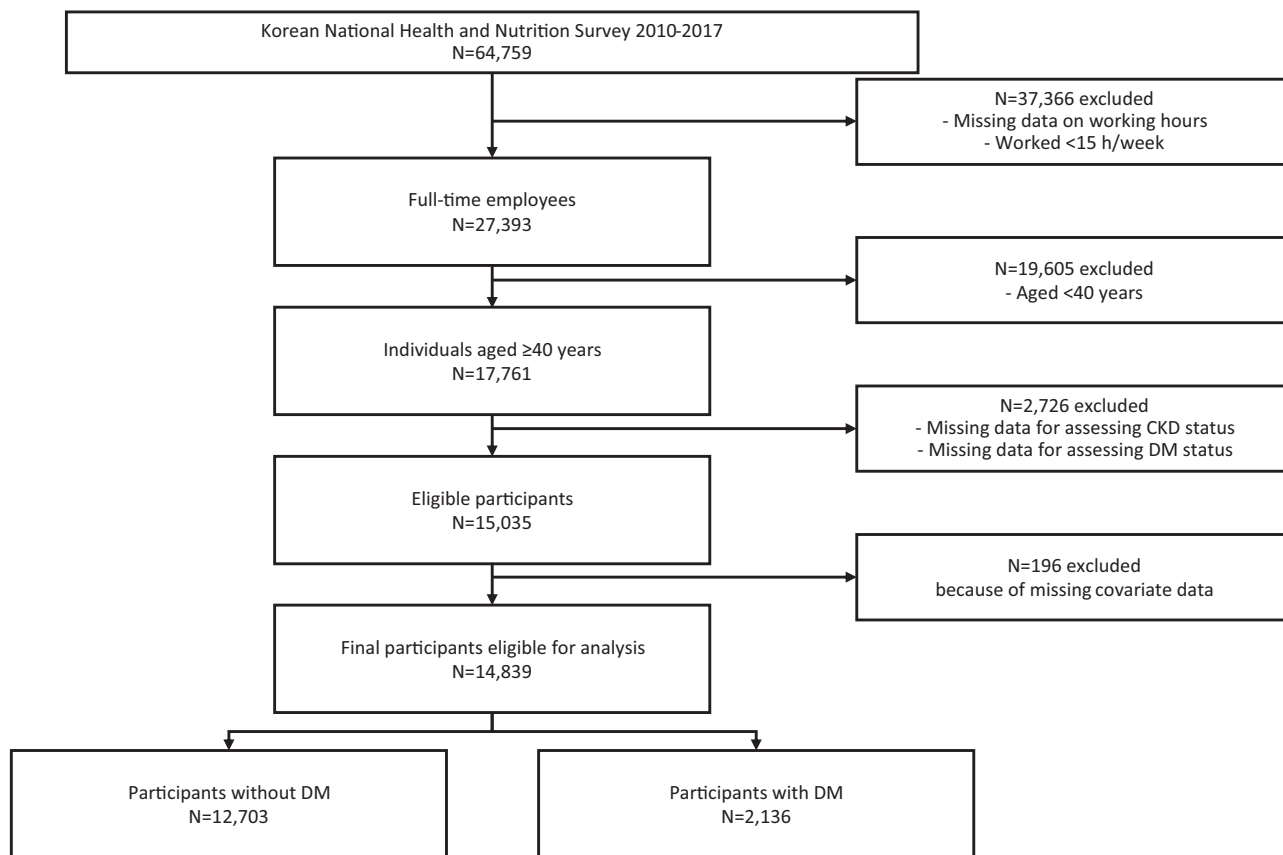 Korean National Health and Nutrition Survey 2010-2017
N=64,759
N=37,366 excluded
- Missing data on working hours
- Worked <15 h/week
Full-time employees
N=27,393
N=19,605 excluded
- Aged <40 years
Individuals aged ≥40 years
N=17,761
N=2,726 excluded
- Missing data for assessing CKD status
- Missing data for assessing DM status
Eligible participants
N=15,035
N=196 excluded
because of missing covariate data
Final participants eligible for analysis
N=14,839
Participants without DM
N=12,703
Participants with DM
N=2,136